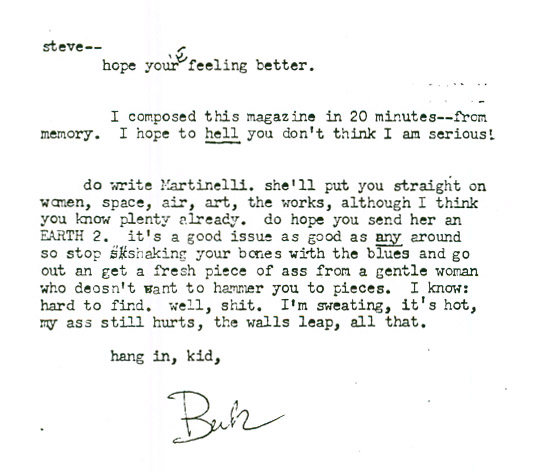 steve--
hope your e feeling better.
I composed this magazine in 20 minutes--from
memory. I hope to hell you don't think I am serious!
do write Martinelli. she'll put you straight on
women, space, air, art, the works, although I think
you know plenty already. do hope you send her an
EARTH 2. it's a good issue as good as any around
so stop shaking your bones with the blues and go
out an get a fresh piece of ass from a gentle woman
who deosn't want to hammer you to pieces. I know:
hard to find. well, shit. I'm sweating, it's hot,
my ass still hurts, the walls leap, all that.
hang in, kid,
Buk